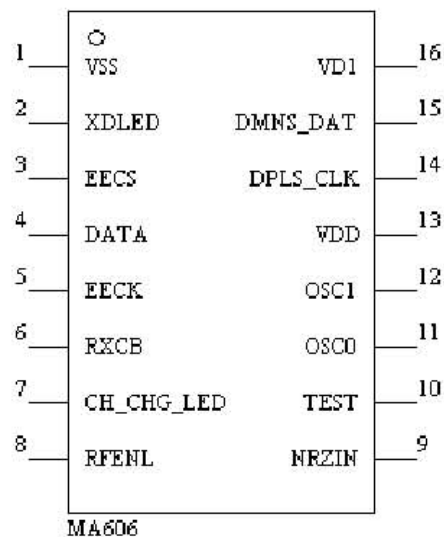 1 VSS VD1 16
2 XDLED DMNS_DAT 15
3 EECS DPLS_CLK 14
4 DATA VDD 13
5 EECK OSC1 12
6 RXCB OSC0 11
7 CH_CHG_LED TEST 10
8 RFENL NRZIN 9
MA606